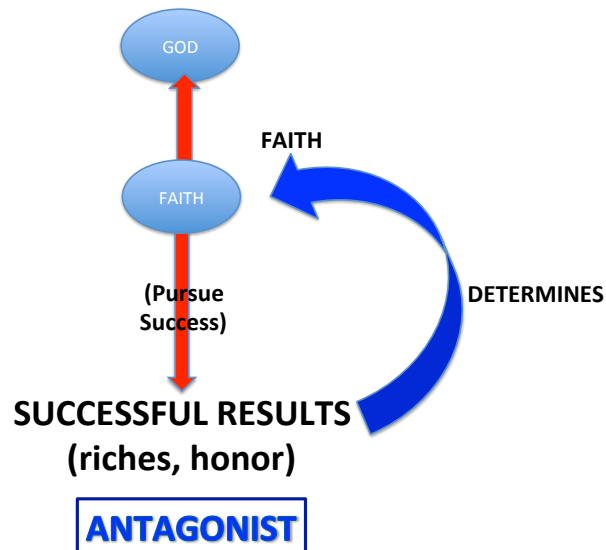 GOD
FAITH
FAITH
(Pursue
Success)
DETERMINES
SUCCESSFUL RESULTS
(riches, honor)
ANTAGONIST